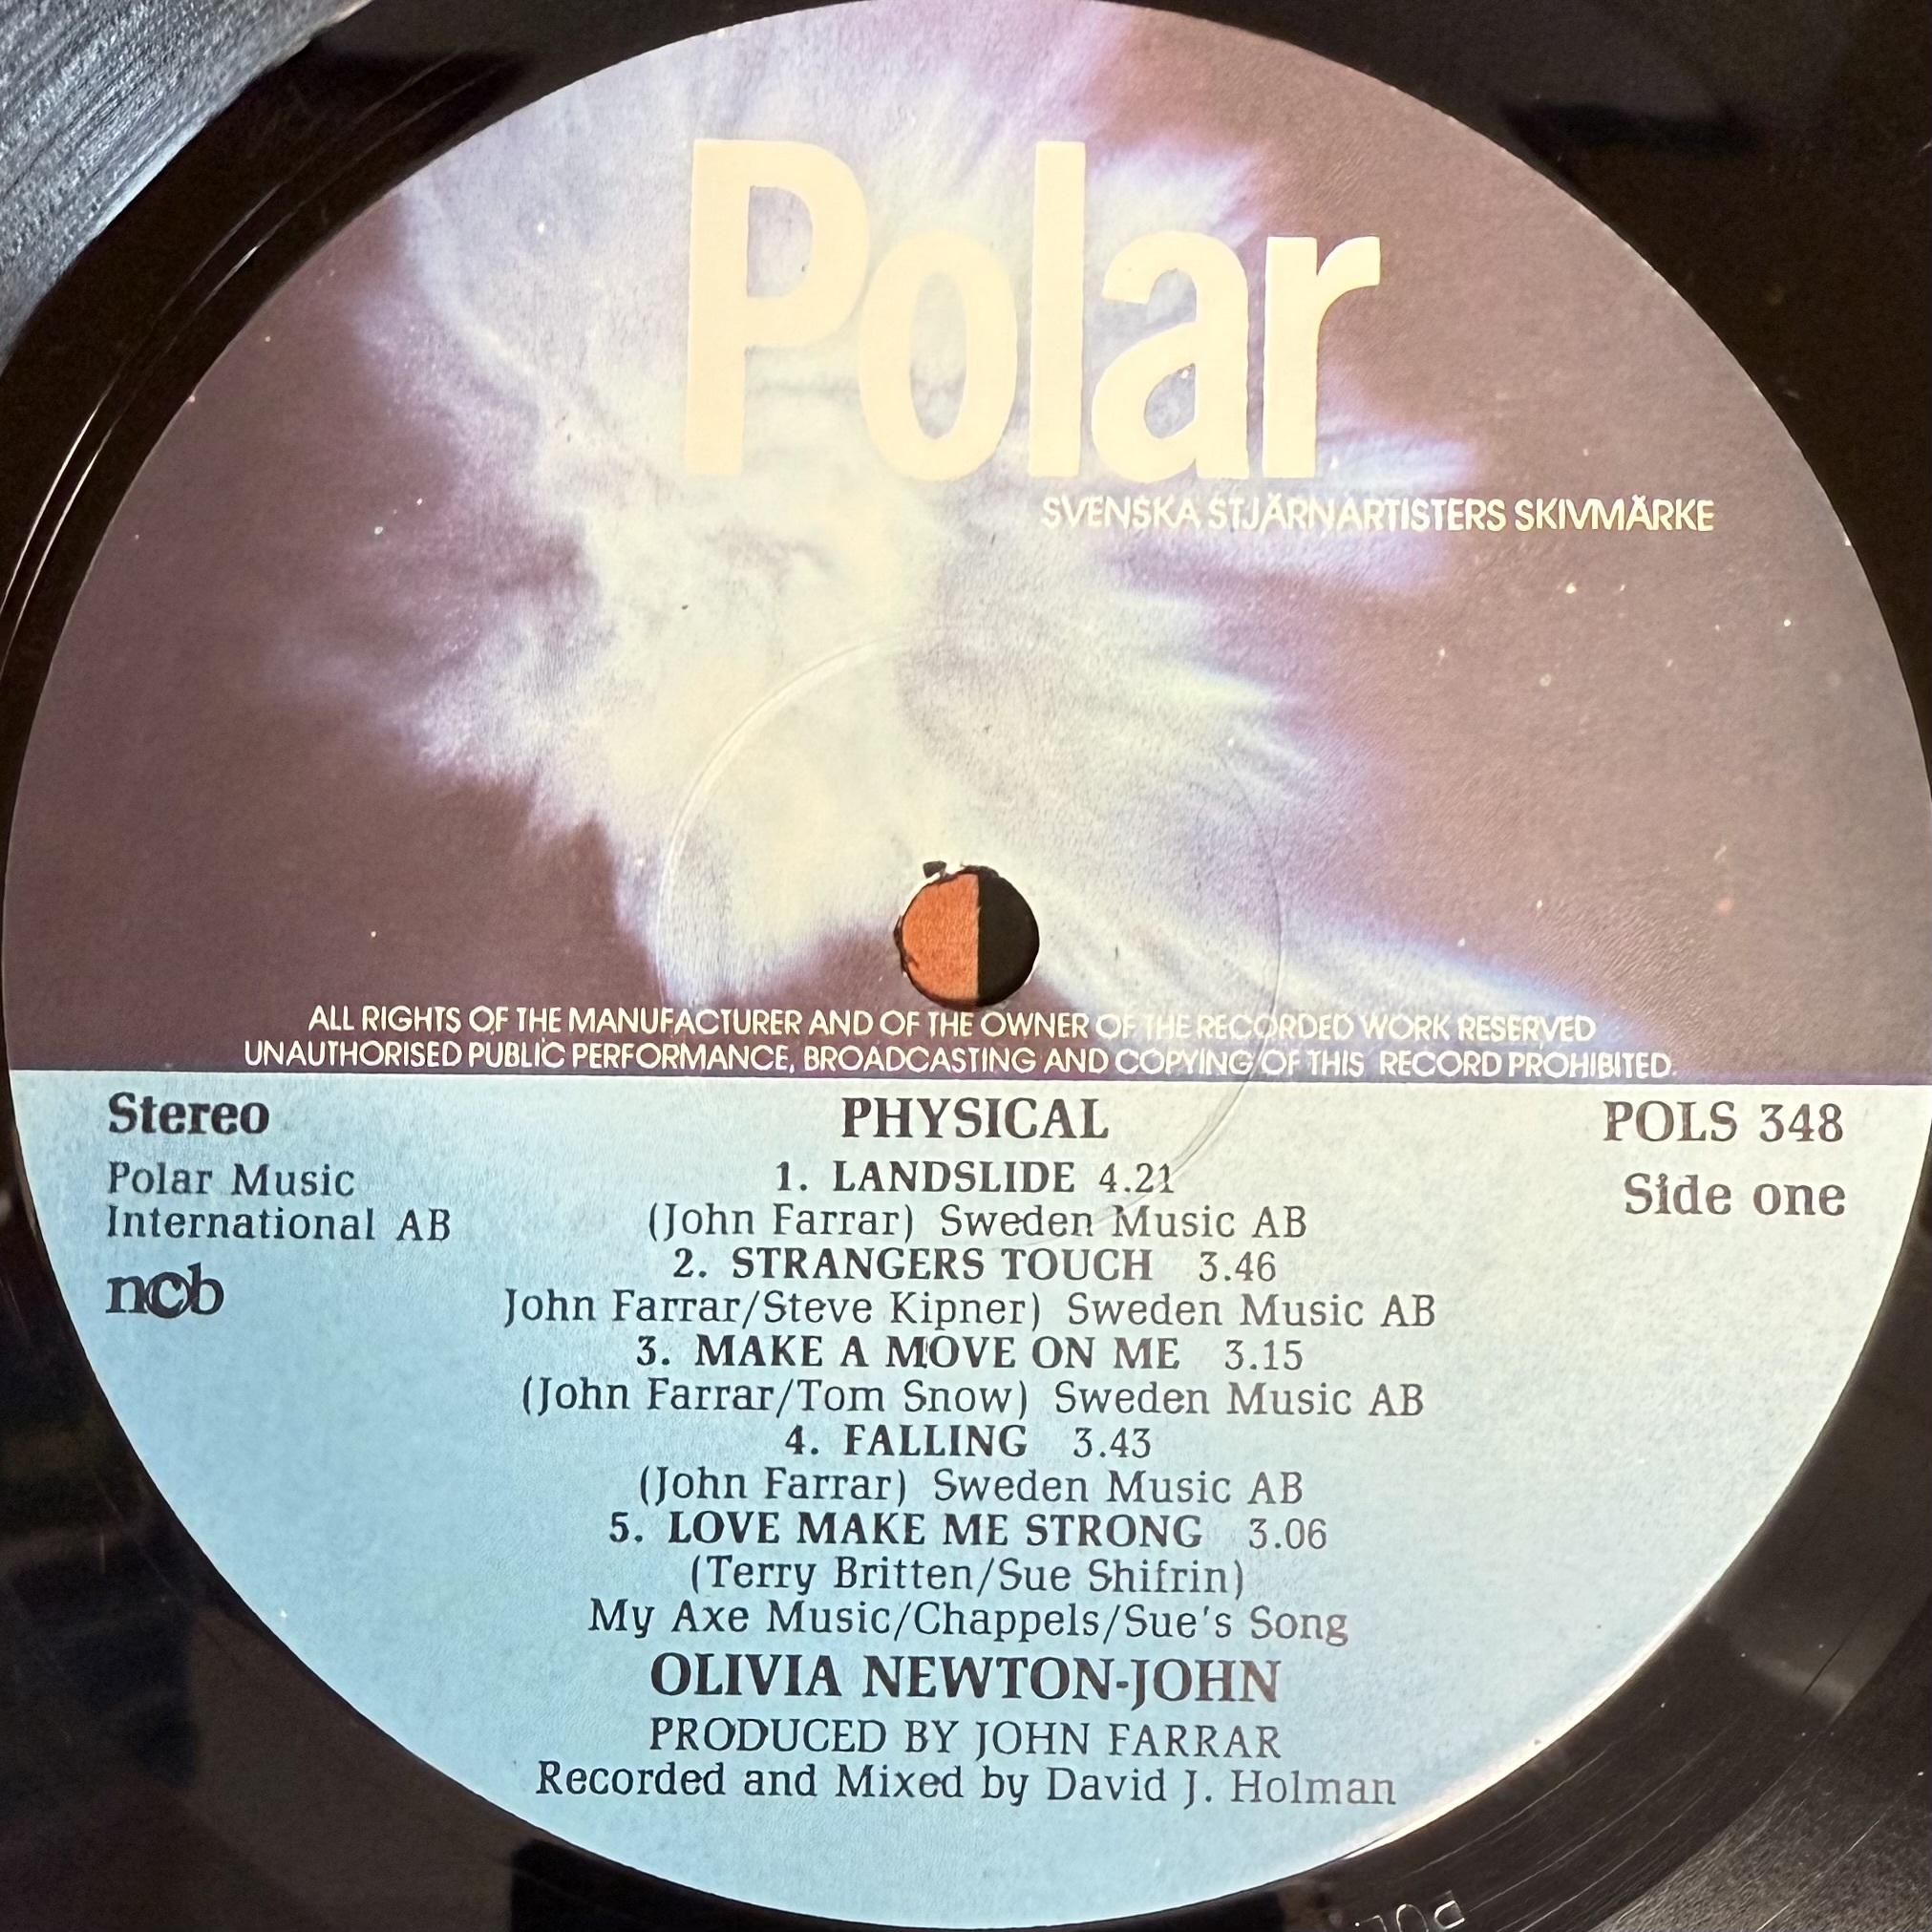 Polar
SVENSKA STJÄRNARTISTERS SKIVMÄRKE
ALL RIGHTS OF THE MANUFACTURER AND OF THE OWNER OF THE RECORDED WORK RESERVED
UNAUTHORISED PUBLIC PERFORMANCE, BROADCASTING AND COPYING OF THIS RECORD PROHIBITED.
Stereo
Polar Music
International AB
ncb
PHYSICAL
1. LANDSLIDE 4.21
(John Farrar) Sweden Music AB
2. STRANGERS TOUCH 3.46
John Farrar/Steve Kipner) Sweden Music AB
3. MAKE A MOVE ON ME 3.15
(John Farrar/Tom Snow) Sweden Music AB
4. FALLING 3.43
(John Farrar) Sweden Music AB
5. LOVE MAKE ME STRONG 3.06
(Terry Britten/Sue Shifrin)
My Axe Music/Chappels/Sue's Song
OLIVIA NEWTON-JOHN
PRODUCED BY JOHN FARRAR
Recorded and Mixed by David J. Holman
POLS 348
Side one